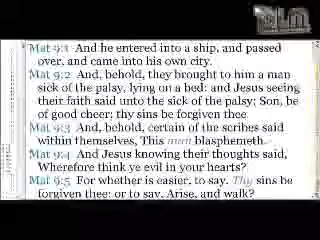 Mat 9:1 And he entered into a ship, and passed
over, and came into his own city.
Mat 9:2 And, behold, they brought to him a man
sick of the palsy, lying on a bed: and Jesus seeing
their faith said unto the sick of the palsy; Son, be
of good cheer; thy sins be forgiven thee.
Mat 9:3 And, behold, certain of the scribes said
within themselves, This man blasphemeth.
Mat 9:4 And Jesus knowing their thoughts said,
Wherefore think ye evil in your hearts?
Mat 9:5 For whether is easier, to say, Thy sins be
forgiven thee; or to say, Arise, and walk?